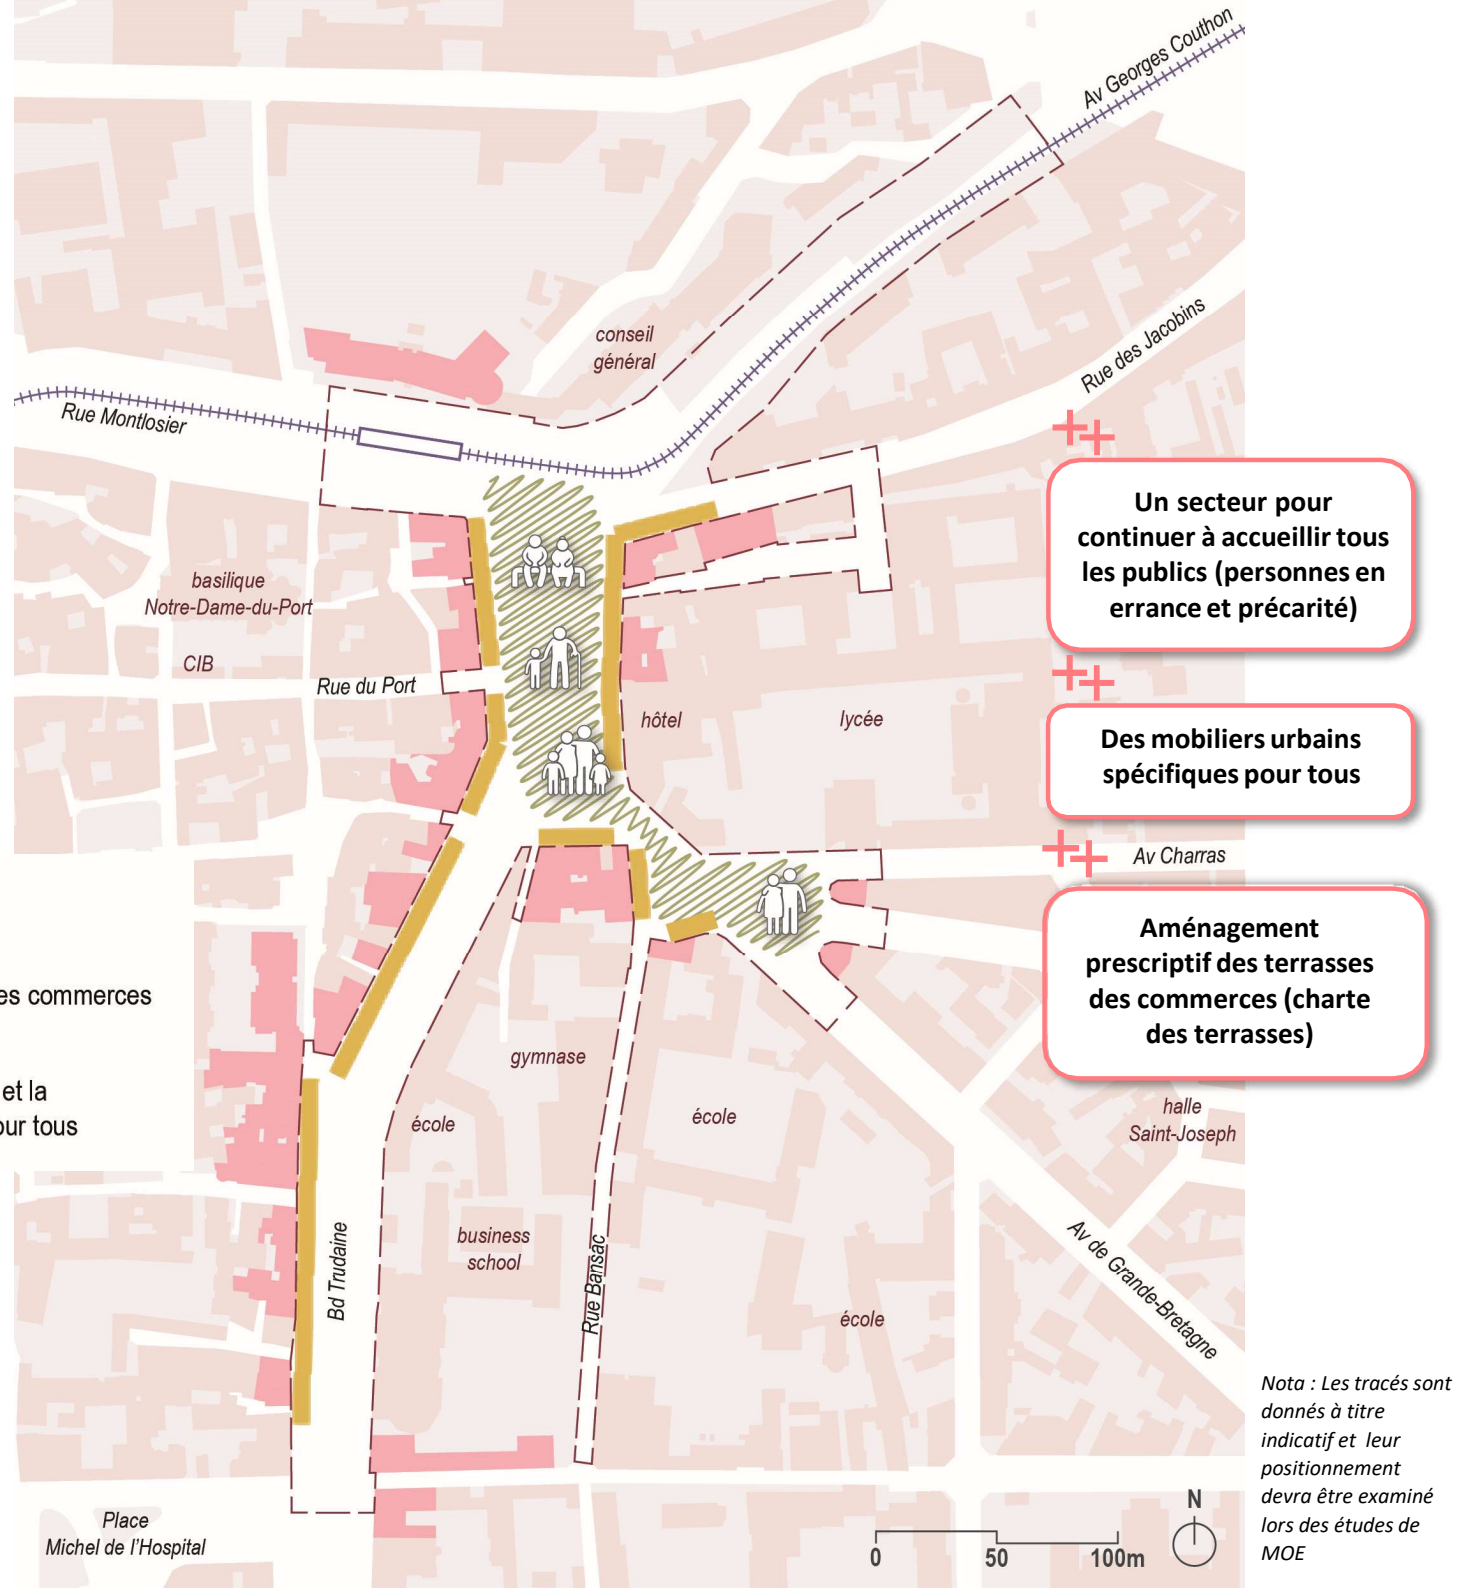 Av Georges Couthon
conseil
général
Rue des Jacobins
Rue Montlosier
Un secteur pour
continuer à accueillir tous
les publics (personnes en
errance et précarité)
basilique
Notre-Dame-du-Port
CIB
Rue du Port
hôtel
lycée
Des mobiliers urbains
spécifiques pour tous
Av Charras
Aménagement
prescriptif des terrasses
des commerces (charte
des terrasses)
es commerces
et la
our tous
gymnase
école
école
halle
Saint-Joseph
business
school
Bd Trudaine
Rue Bansac
Av de Grande-Bretagne
école
Nota : Les tracés sont
donnés à titre
indicatif et leur
positionnement
devra être examiné
lors des études de
MOE
Place
Michel de l'Hospital
N
0 50 100m